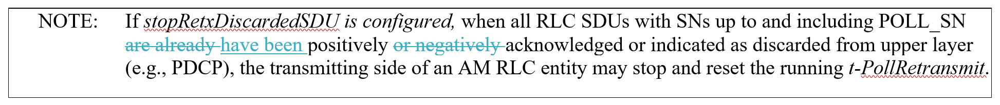 NOTE: If stopRetxDiscardedSDU is configured, when all RLC SDUs with SNs up to and including POLL_SN
are already have been positively or negatively acknowledged or indicated as discarded from upper layer
(e.g., PDCP), the transmitting side of an AM RLC entity may stop and reset the running t-PollRetransmit.